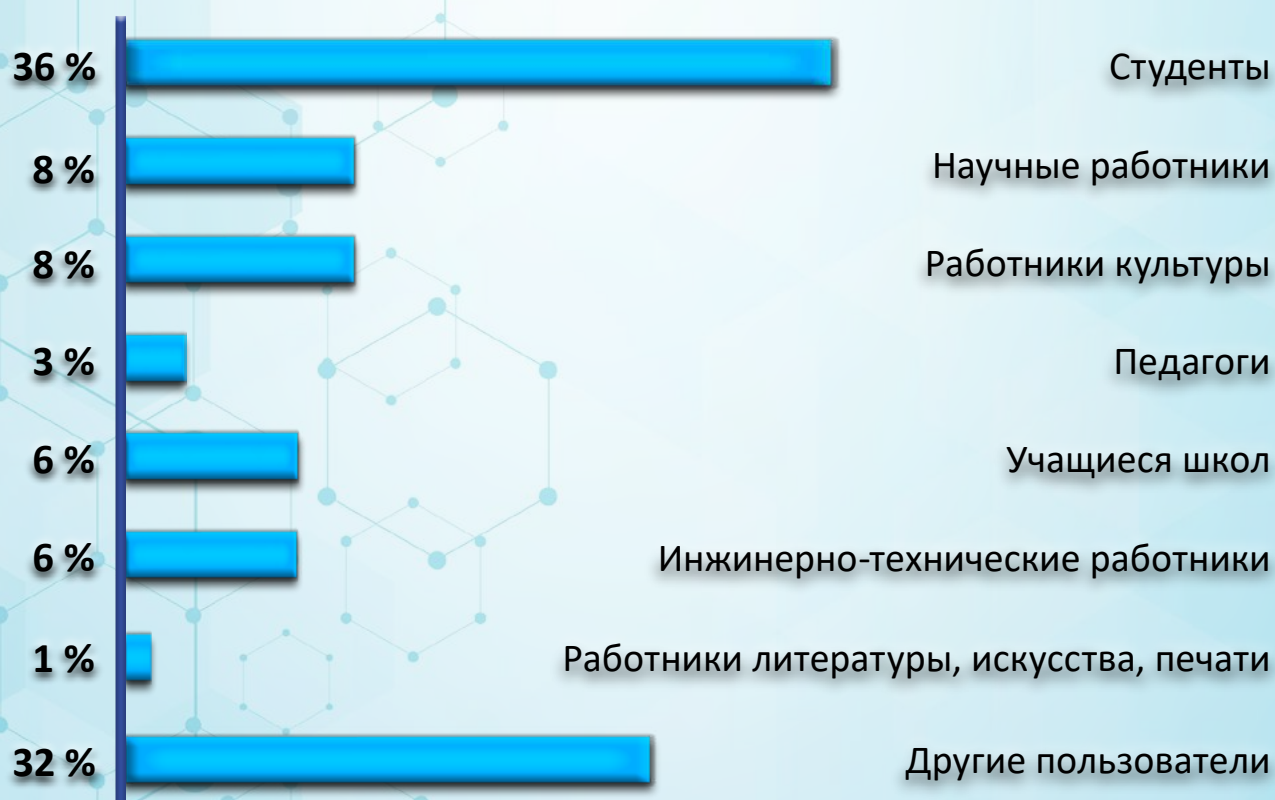 36 % Студенты
8 % Научные работники
8 % Работники культуры
3 % Педагоги
6 % Учащиеся школ
6 % Инжинерно-технические работники
1 % Работники литературы, искусства, печати
32 % Другие пользователи